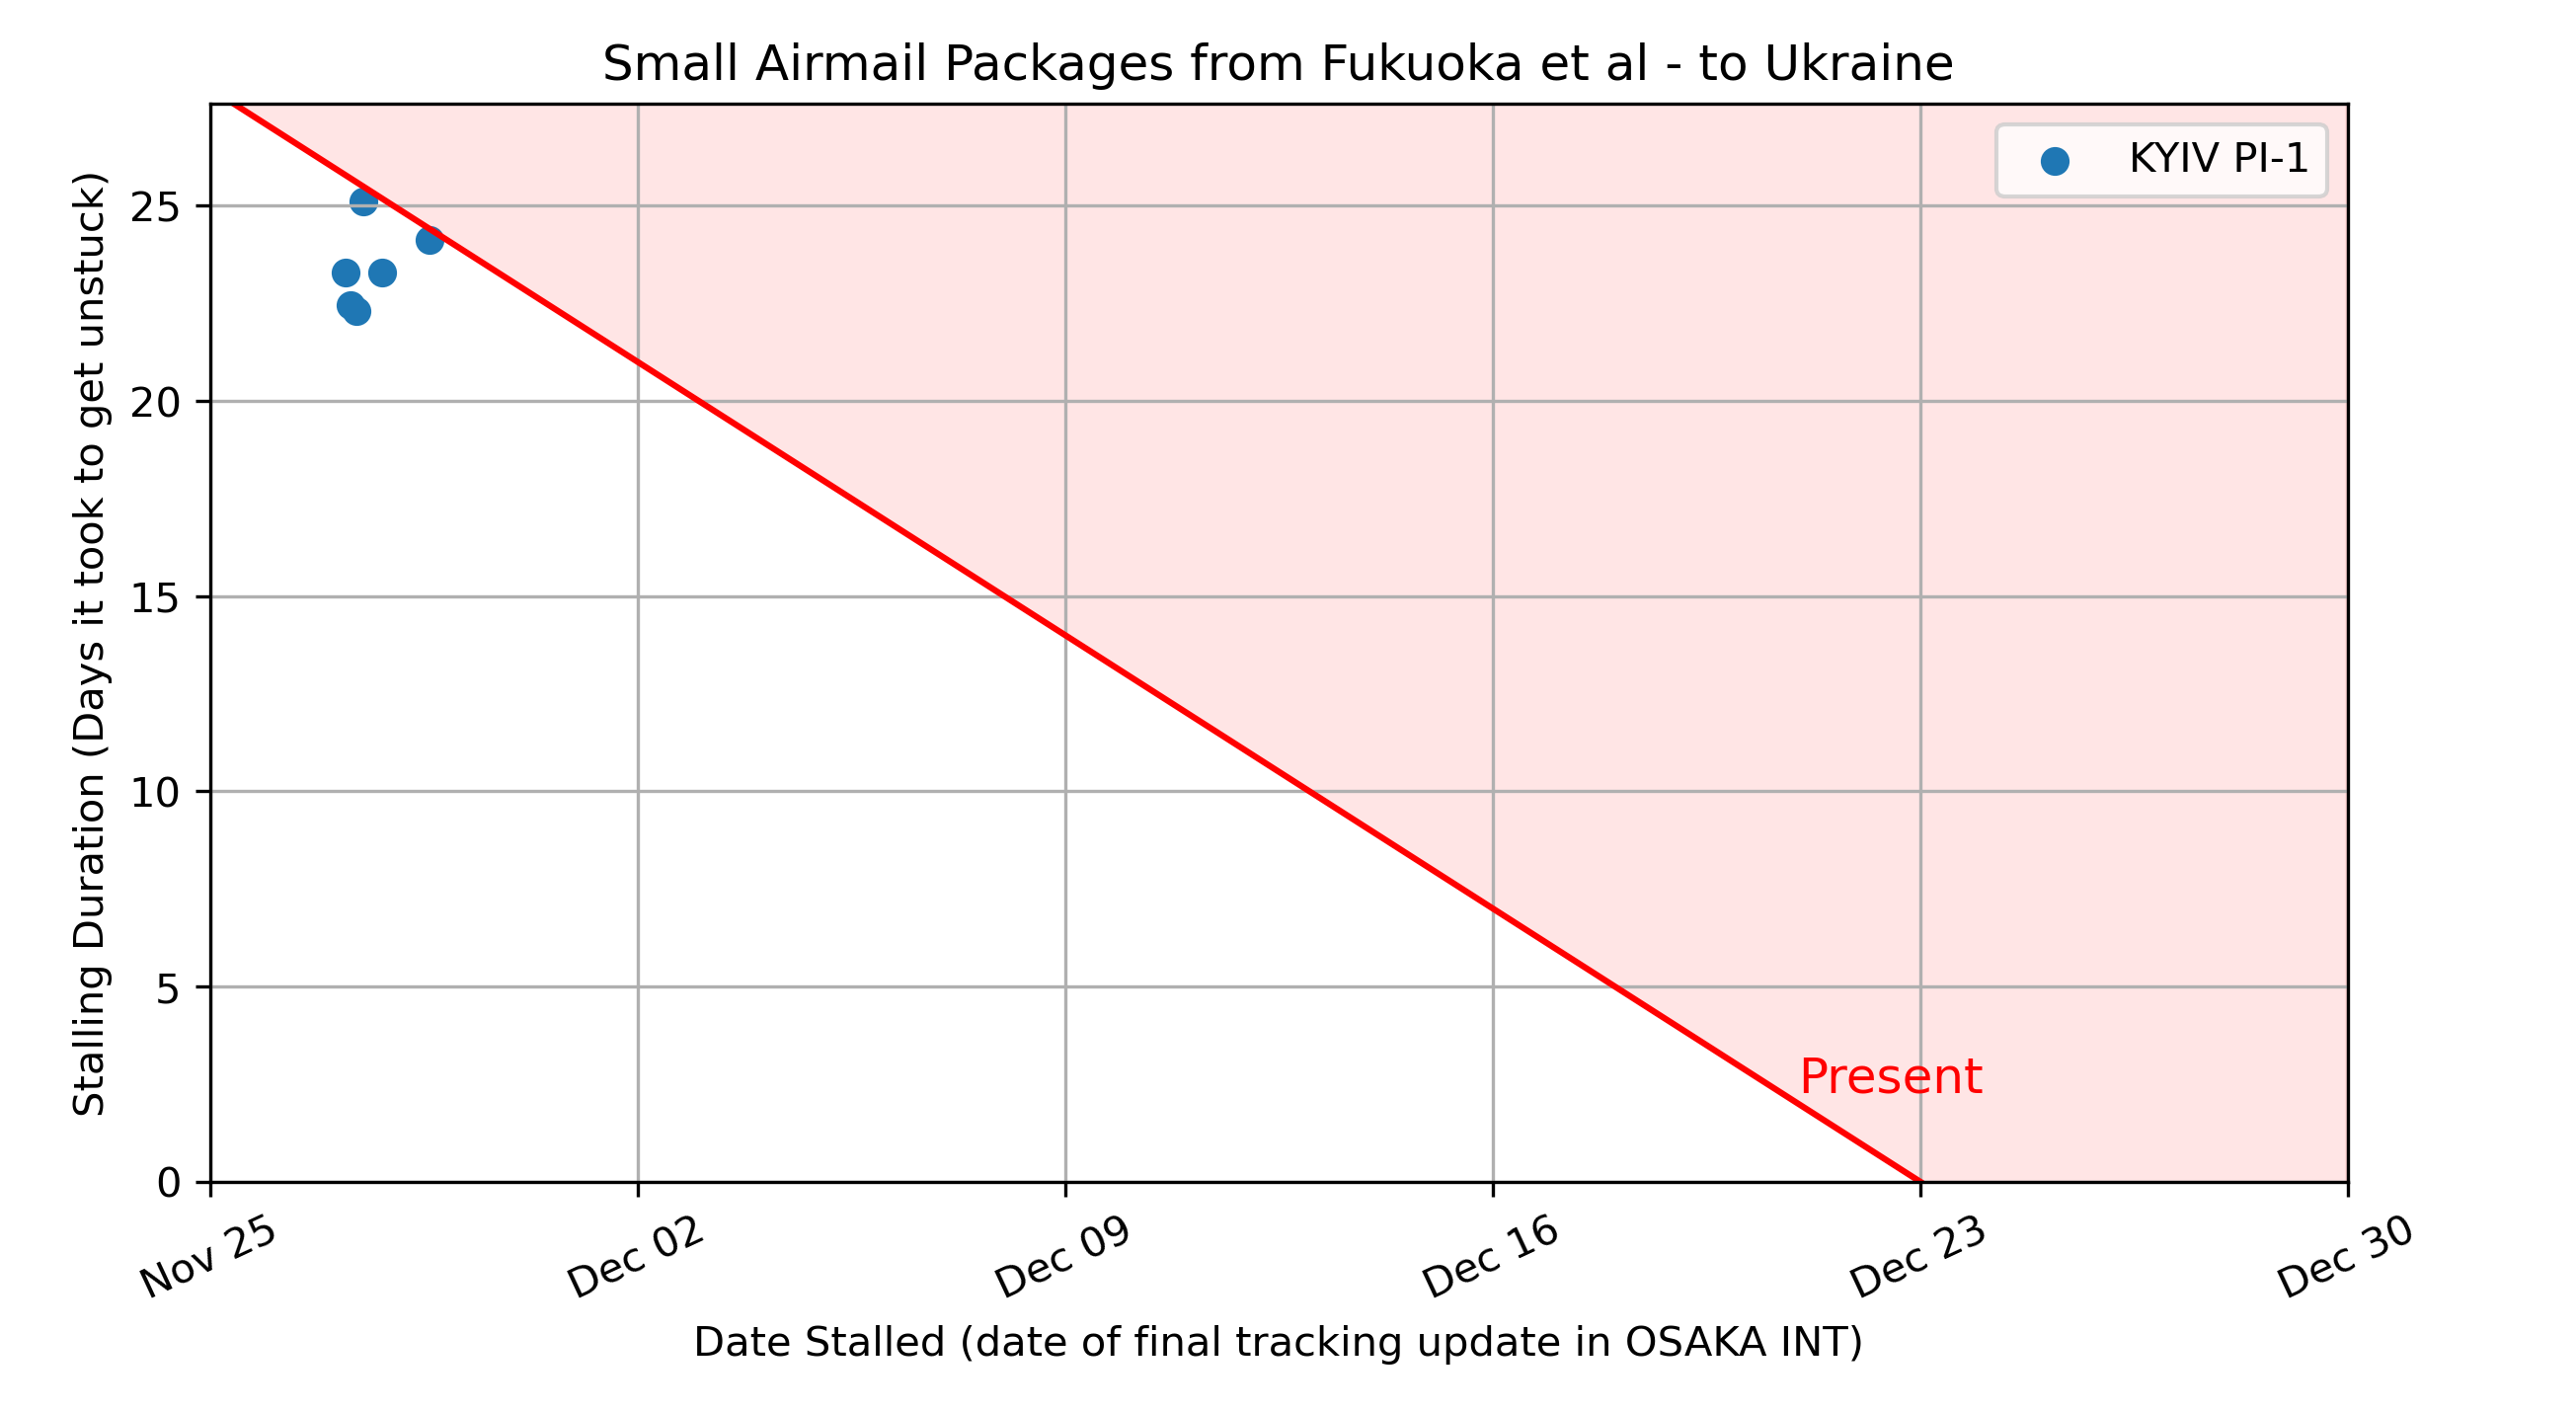 Small Airmail Packages from Fukuoka et al - to Ukraine
KYIV PI-1
Stalling Duration (Days it took to get unstuck)
25
20
15
10
5
0
Present
Nov 25
Dec 02
Dec 09
Dec 16
Dec 23
Dec 30
Date Stalled (date of final tracking update in OSAKA INT)